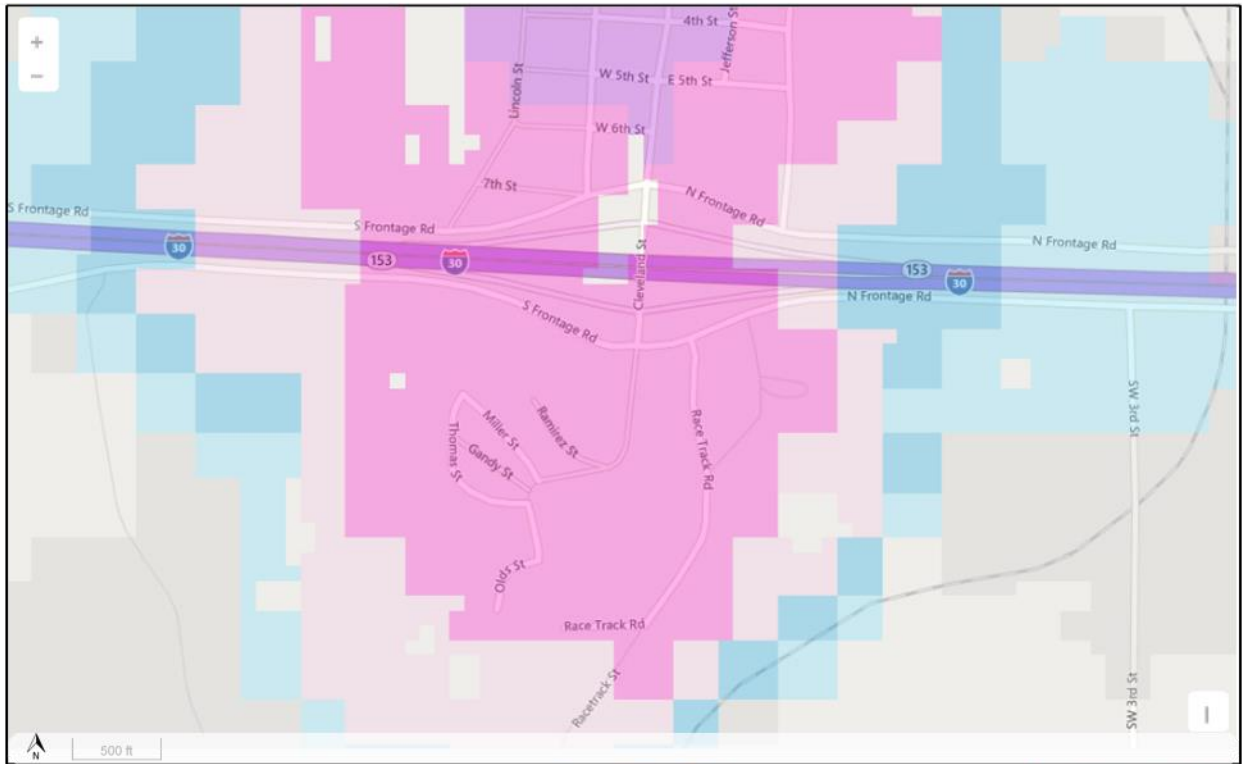 4th St
Jefferson St
+
−
W 5th St
E 5th St
Lincoln St
W 6th St
7th St
N Frontage Rd
S Frontage Rd
S Frontage Rd
N Frontage Rd
30
153
30
Cleveland St
153
30
N Frontage Rd
S Frontage Rd
SW 3rd St
Miller St
Ramirez St
Thomas St
Gandy St
Race Track Rd
Olds St
Race Track Rd
Racetrack St
SW 3rd St
N
500 ft